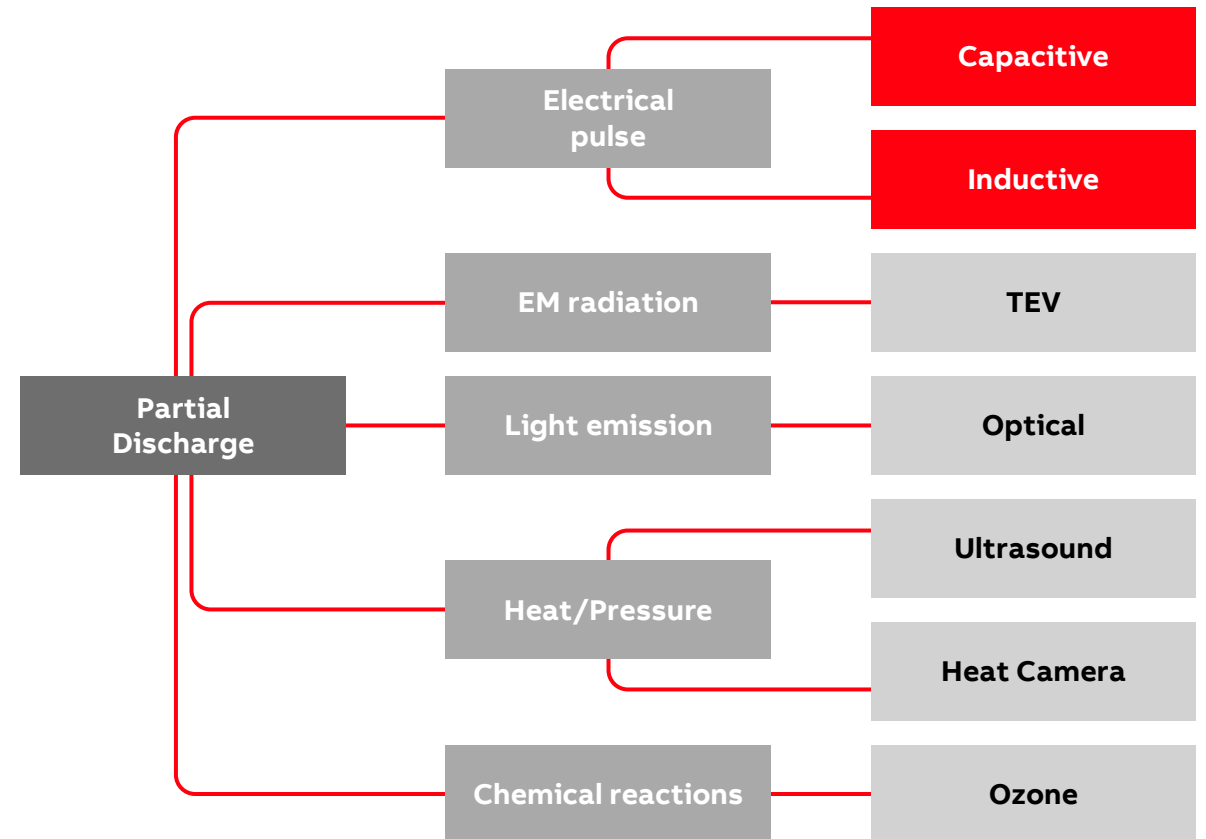 Capacitive
Electrical
pulse
Inductive
EM radiation
TEV
Partial
Discharge
Light emission
Optical
Ultrasound
Heat/Pressure
Heat Camera
Chemical reactions
Ozone